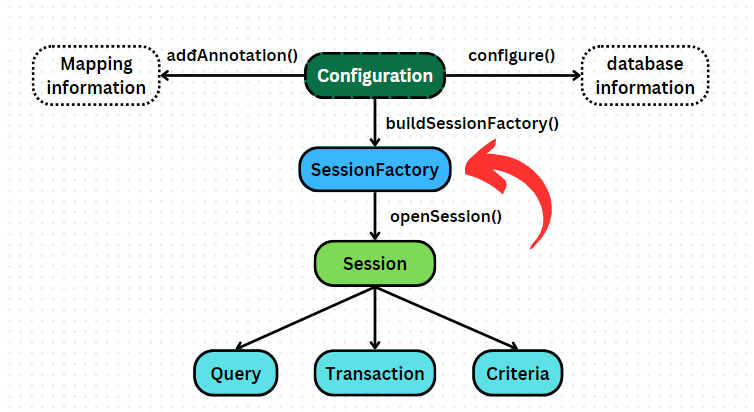 Mapping
information
addAnnotation()
Configuration
configure()
database
information
buildSessionFactory()
SessionFactory
openSession()
Session
Query
Transaction
Criteria